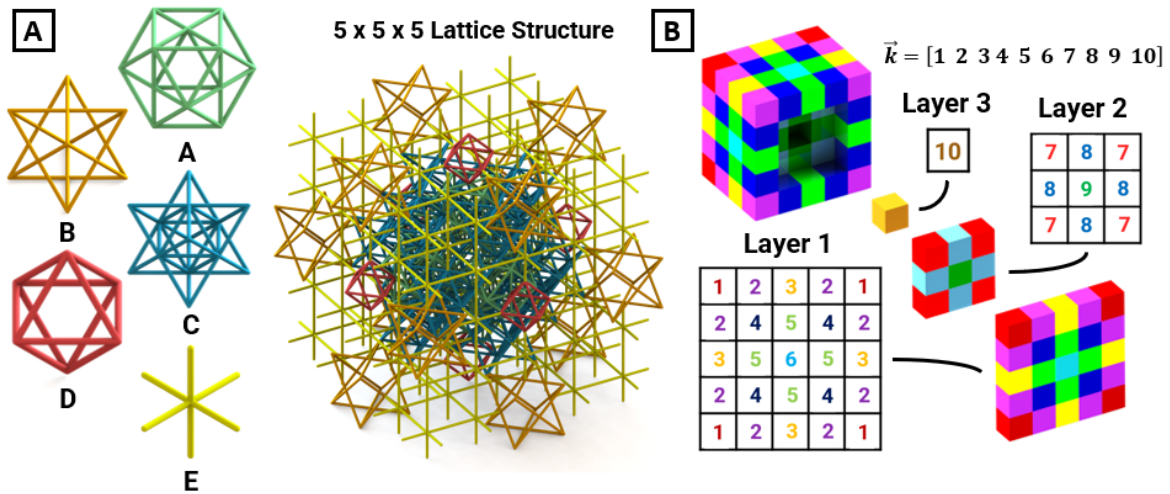 A
5 x 5 x 5 Lattice Structure
A
B
C
D
E
B
k⃗ = [1 2 3 4 5 6 7 8 9 10]
Layer 3
10
Layer 2
7 8 7
8 9 8
7 8 7
Layer 1
1 2 3 2 1
2 4 5 4 2
3 5 6 5 3
2 4 5 4 2
1 2 3 2 1